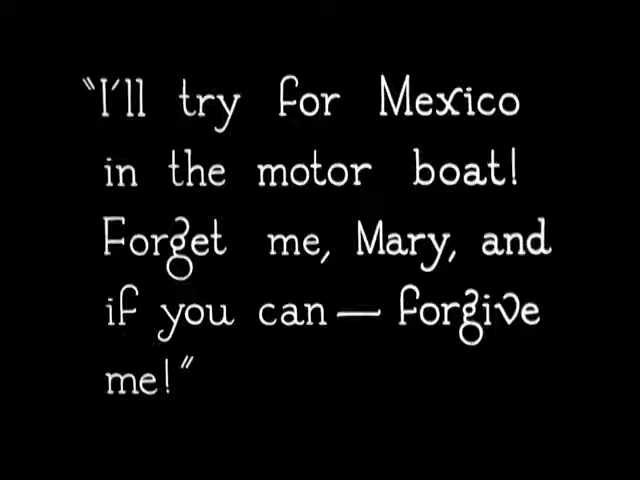 "I'll try for Mexico
in the motor boat!
Forget me, Mary, and
if you can — forgive
me!"